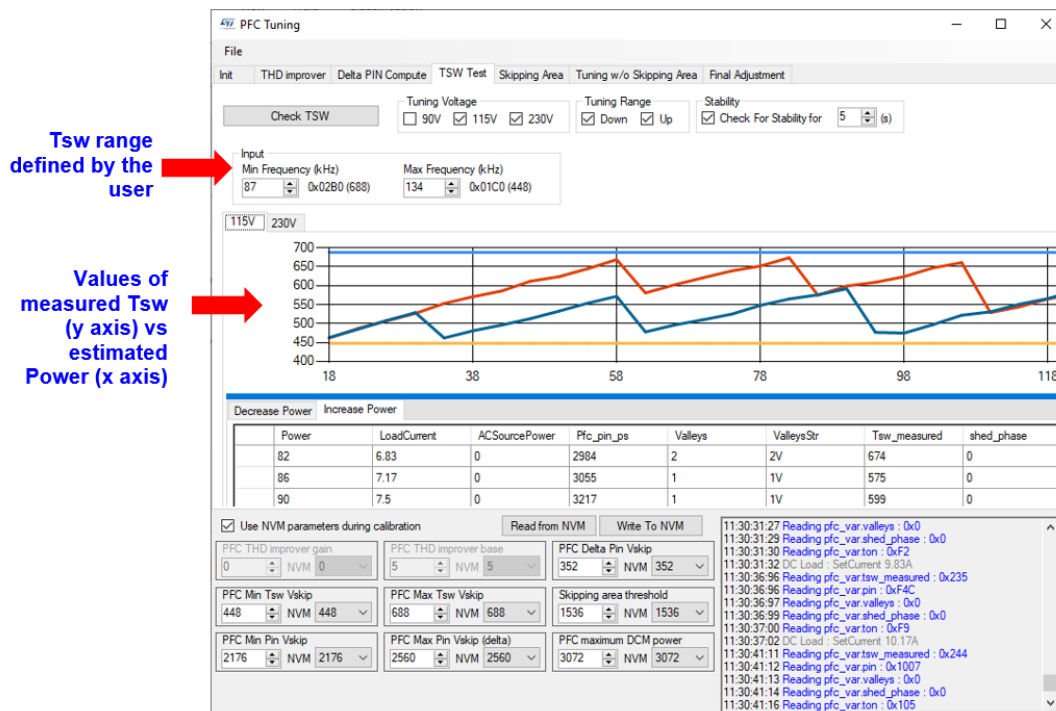 PFC Tuning
File
Init THD improver Delta PIN Compute TSW Test Skipping Area Tuning w/o Skipping Area Final Adjustment
Check TSW
Tuning Voltage
90V 115V 230V
Tuning Range
Down Up
Stability
Check For Stability for 5 (s)
Tsw range
defined by the
user
Input
Min Frequency (kHz) Max Frequency (kHz)
87 0x02B0 (688) 134 0x01C0 (448)
115V 230V
Values of
measured Tsw
(y axis) vs
estimated
Power (x axis)
700
650
600
550
500
450
400
18 38 58 78 98 118
Decrease Power Increase Power
Power LoadCurrent ACSourcePower Pfc_pin_ps Valleys ValleysStr Tsw_measured shed_phase
82 6.83 0 2984 2 2V 674 0
86 7.17 0 3055 1 1V 575 0
90 7.5 0 3217 1 1V 599 0
Use NVM parameters during calibration Read from NVM Write To NVM
PFC THD improver gain PFC THD improver base PFC Delta Pin Vskip
0 NVM 0 5 NVM 5 352 NVM 352
PFC Min Tsw Vskip PFC Max Tsw Vskip Skipping area threshold
448 NVM 448 688 NVM 688 1536 NVM 1536
PFC Min Pin Vskip PFC Max Pin Vskip (delta) PFC maximum DCM power
2176 NVM 2176 2560 NVM 2560 3072 NVM 3072
11:30:31:27 Reading pfc_var.valleys : 0x0
11:30:31:29 Reading pfc_var.shed_phase : 0x0
11:30:31:30 Reading pfc_var.ton : 0xF2
11:30:31:32 DC Load : SetCurrent 9.83A
11:30:36:96 Reading pfc_var.tsw_measured : 0x235
11:30:36:96 Reading pfc_var.pin : 0xF4C
11:30:36:97 Reading pfc_var.valleys : 0x0
11:30:36:99 Reading pfc_var.shed_phase : 0x0
11:30:37:00 Reading pfc_var.ton : 0xF9
11:30:37:02 DC Load : SetCurrent 10.17A
11:30:41:11 Reading pfc_var.tsw_measured : 0x244
11:30:41:12 Reading pfc_var.pin : 0x1007
11:30:41:13 Reading pfc_var.valleys : 0x0
11:30:41:14 Reading pfc_var.shed_phase : 0x0
11:30:41:16 Reading pfc_var.ton : 0x105